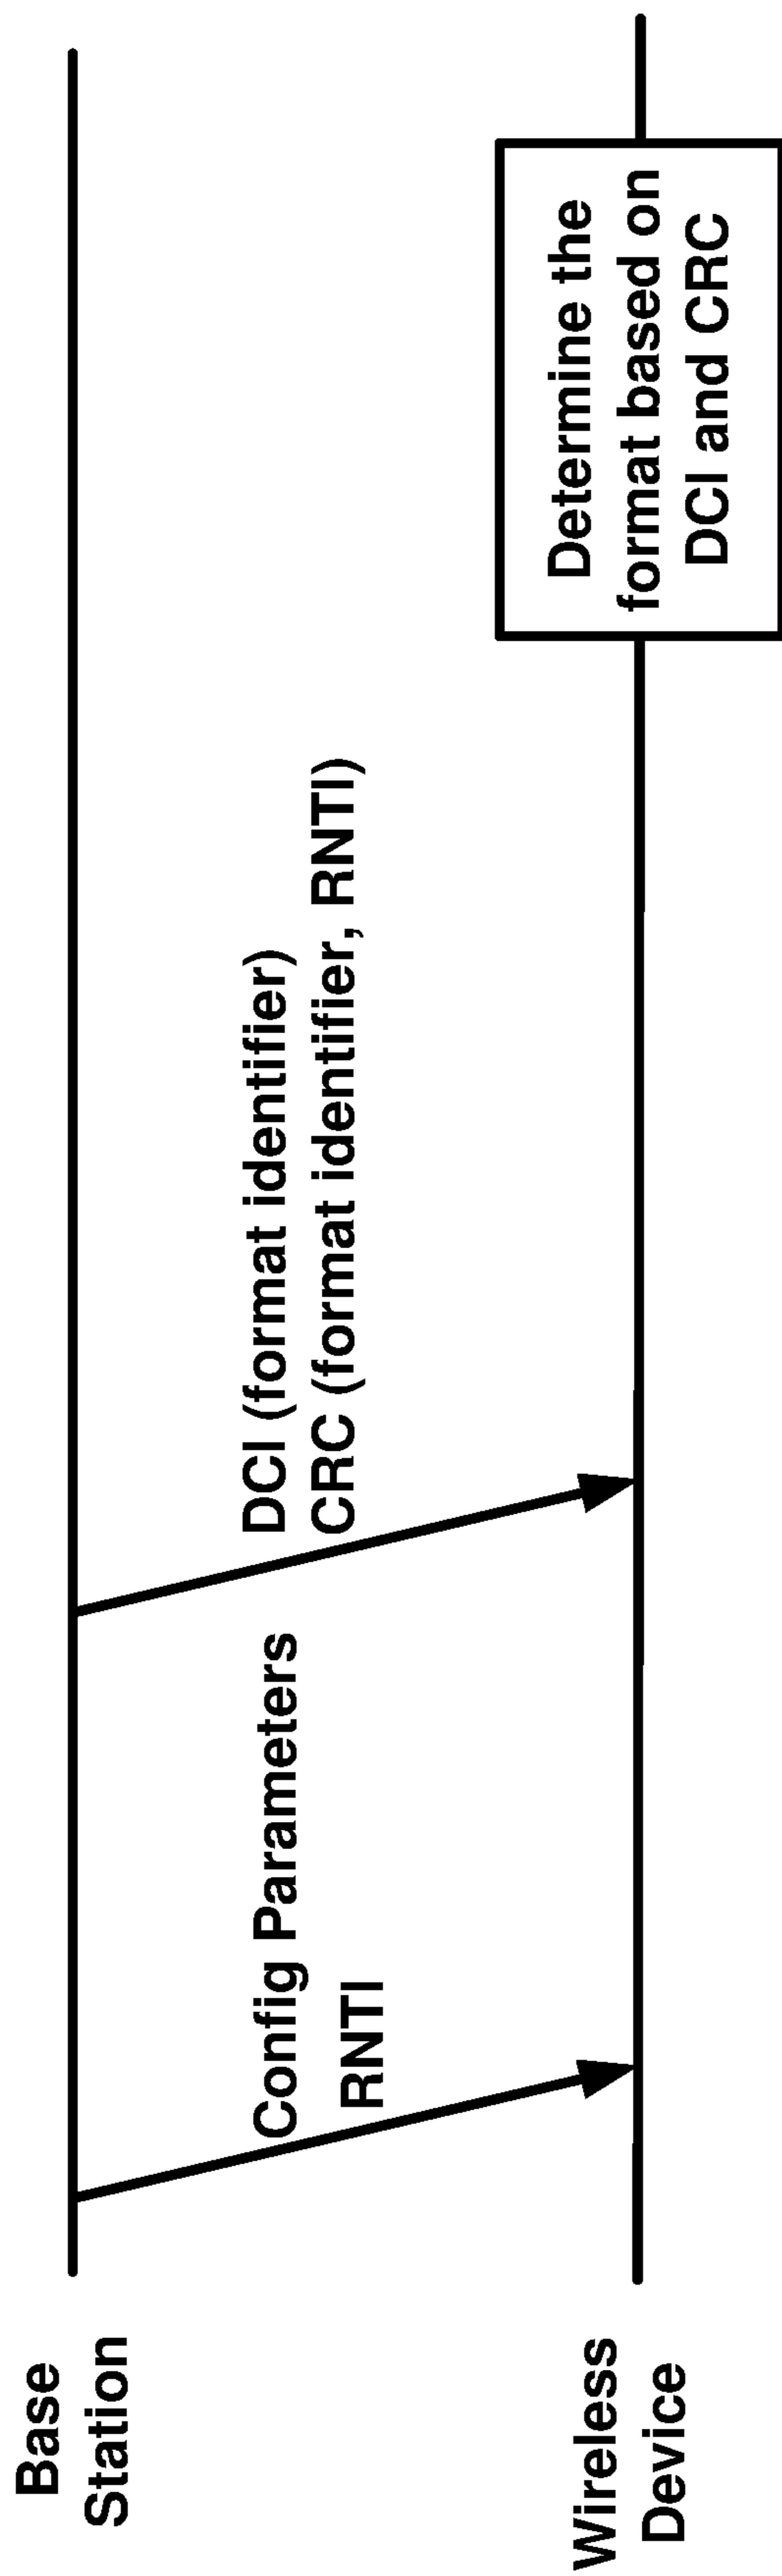 Base
Station
Config Parameters
RNTI
DCI (format identifier)
CRC (format identifier, RNTI)
Wireless
Device
Determine the
format based on
DCI and CRC